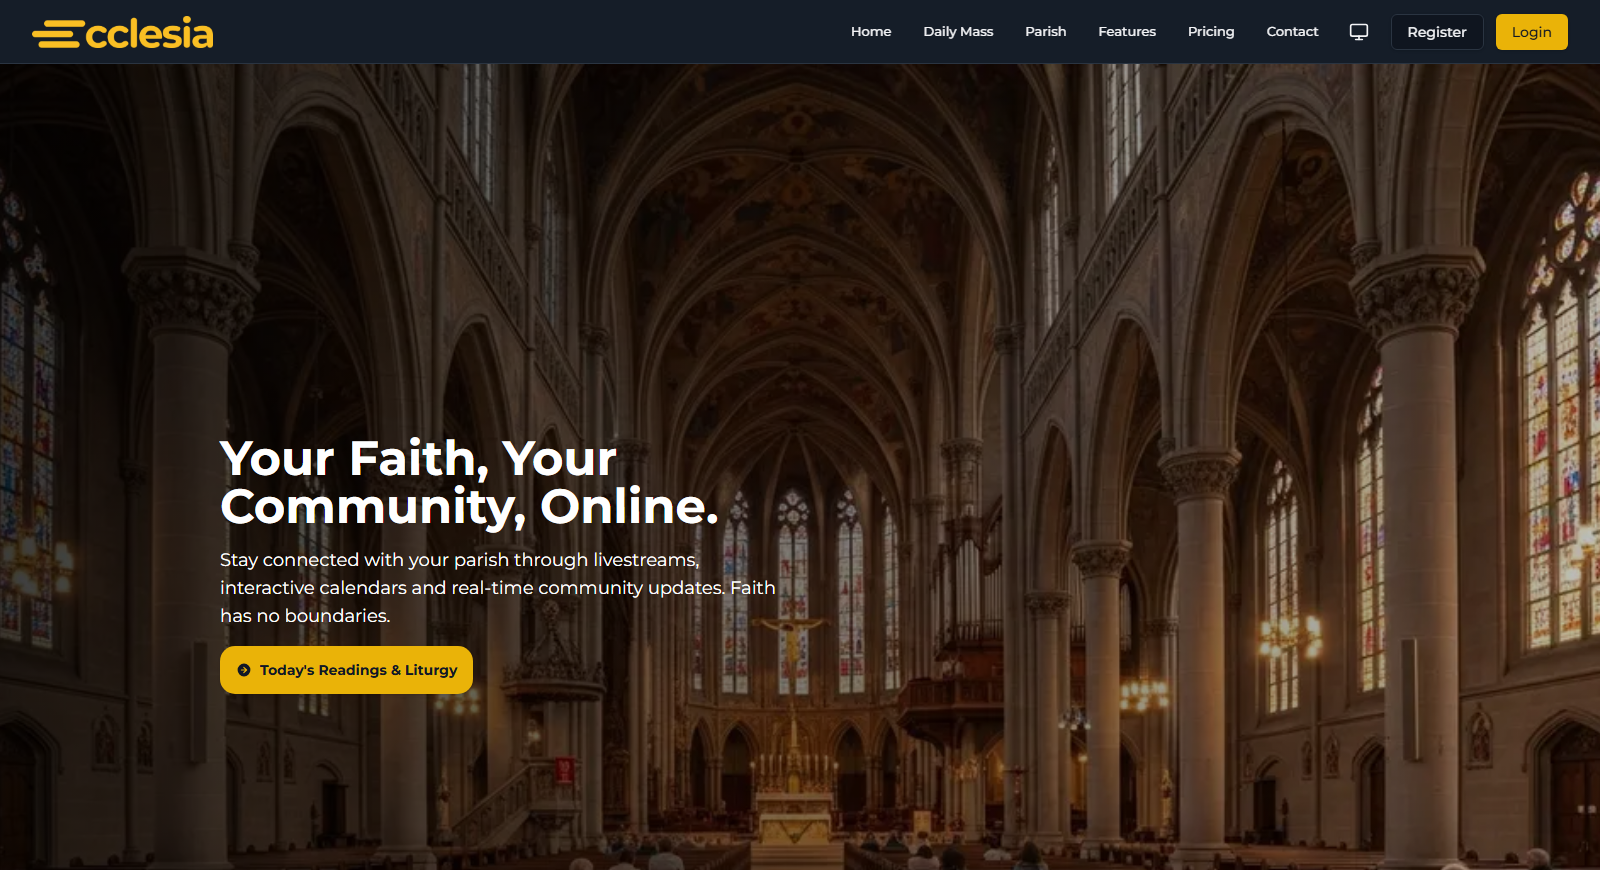 Ecclesia
Home Daily Mass Parish Features Pricing Contact Register Login
Your Faith, Your
Community, Online.
Stay connected with your parish through livestreams,
interactive calendars and real-time community updates. Faith
has no boundaries.
Today's Readings & Liturgy